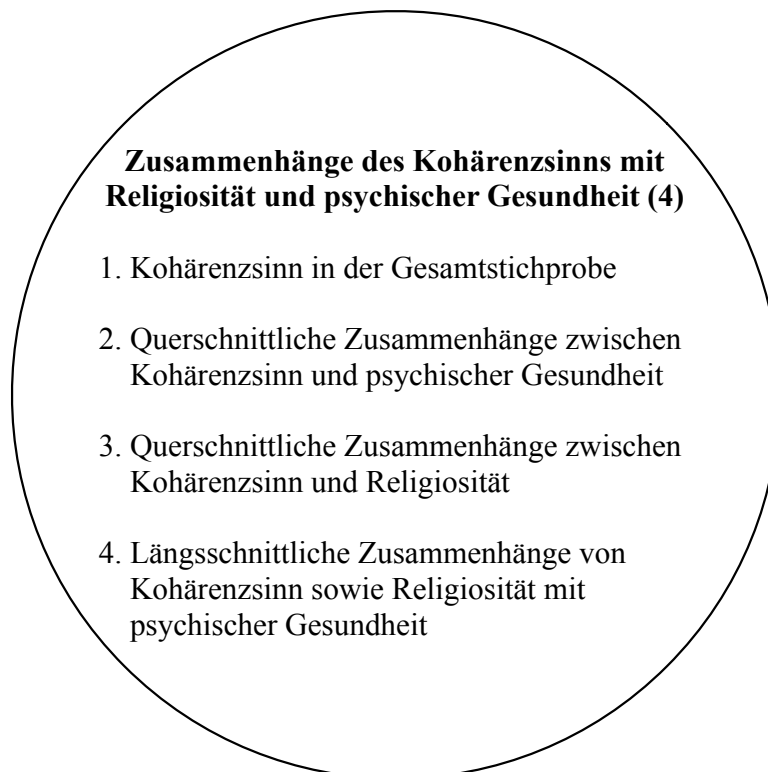 Zusammenhänge des Kohärenzsinns mit
Religiosität und psychischer Gesundheit (4)
1. Kohärenzsinn in der Gesamtstichprobe
2. Querschnittliche Zusammenhänge zwischen
Kohärenzsinn und psychischer Gesundheit
3. Querschnittliche Zusammenhänge zwischen
Kohärenzsinn und Religiosität
4. Längsschnittliche Zusammenhänge von
Kohärenzsinn sowie Religiosität mit
psychischer Gesundheit